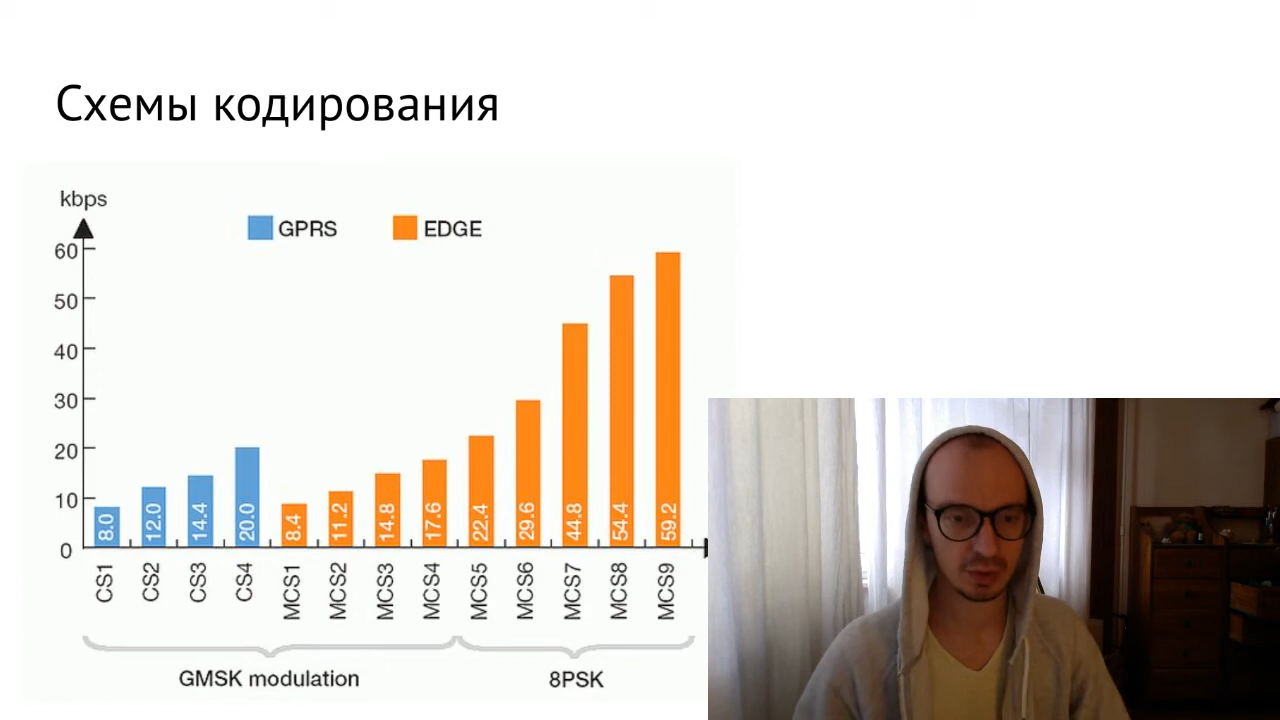 Схемы кодирования
kbps
GPRS
EDGE
60
50
40
30
20
10
0
8.0
12.0
14.4
20.0
8.4
11.2
14.8
17.6
22.4
29.6
44.8
54.4
59.2
CS1
CS2
CS3
CS4
MCS1
MCS2
MCS3
MCS4
MCS5
MCS6
MCS7
MCS8
MCS9
GMSK modulation
8PSK